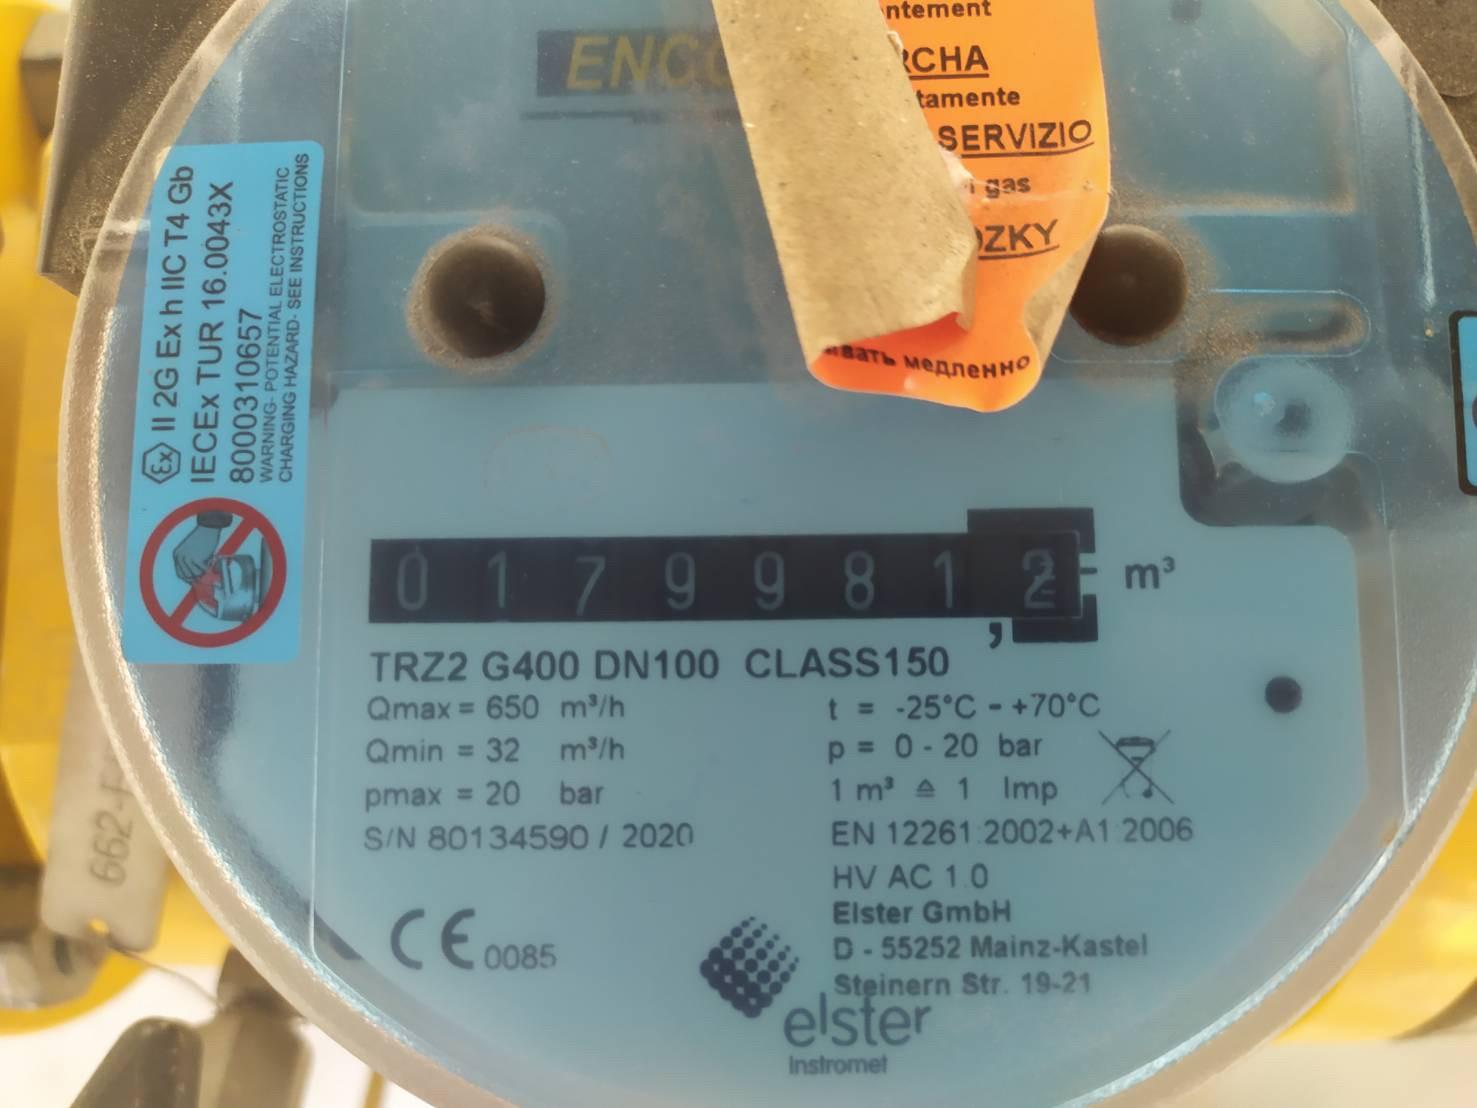 ntement
RCHA
tamente
SERVIZIO
gas
OZKY
медленно
II 2G Ex h IIC T4 Gb
IECEx TUR 16.0043X
8000310657
WARNING- POTENTIAL ELECTROSTATIC
CHARGING HAZARD- SEE INSTRUCTIONS
0 1 7 9 9 8 1 2 m³
,
TRZ2 G400 DN100 CLASS150
Qmax = 650 m³/h t = -25°C - +70°C
Qmin = 32 m³/h p = 0 - 20 bar
pmax = 20 bar 1 m³ ≙ 1 Imp
S/N 80134590 / 2020 EN 12261:2002+A1:2006
HV AC 1.0
Elster GmbH
D - 55252 Mainz-Kastel
Steinern Str. 19-21
CE 0085
elster
Instromet